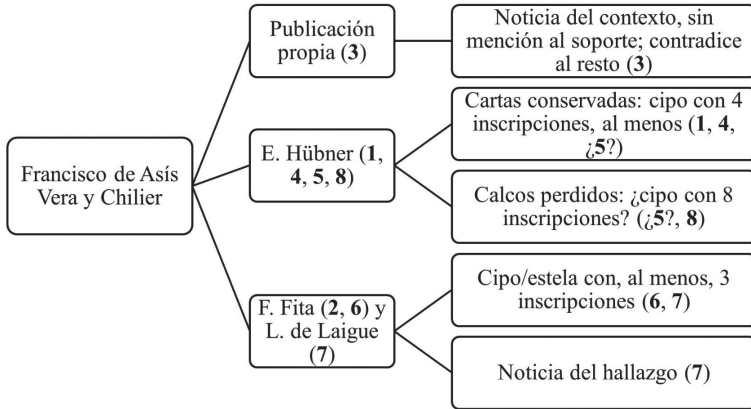 Francisco de Asís
Vera y Chilier
Publicación
propia (3)
Noticia del contexto, sin
mención al soporte; contradice
al resto (3)
E. Hübner (1,
4, 5, 8)
Cartas conservadas: cipo con 4
inscripciones, al menos (1, 4,
¿5?)
Calcos perdidos: ¿cipo con 8
inscripciones? (¿5?, 8)
F. Fita (2, 6) y
L. de Laigue
(7)
Cipo/estela con, al menos, 3
inscripciones (6, 7)
Noticia del hallazgo (7)